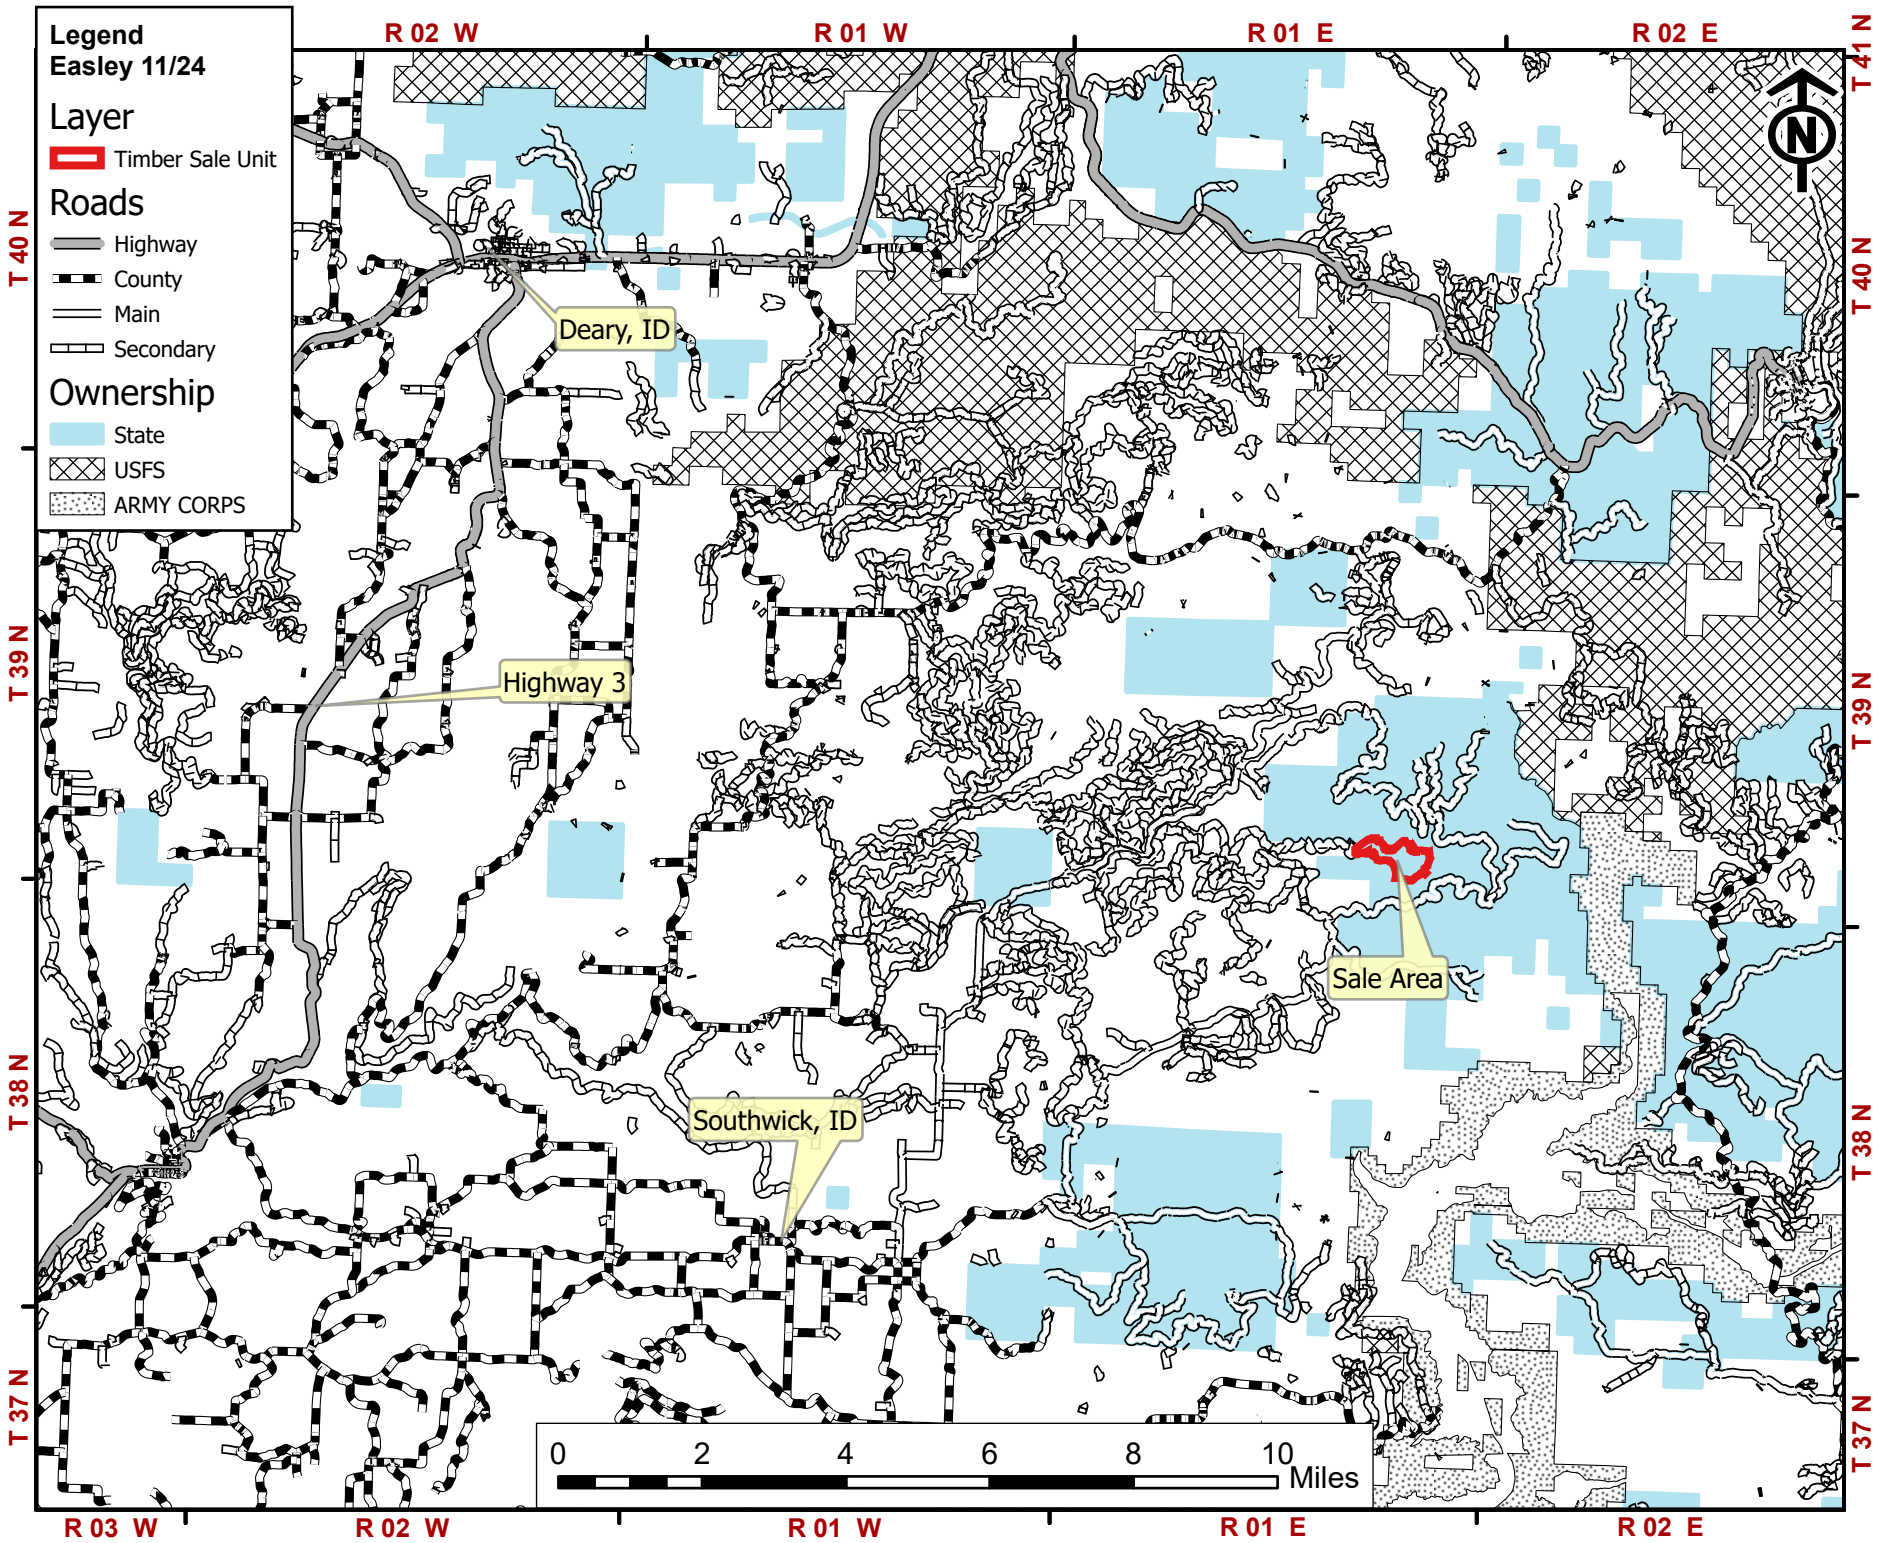 Legend
Easley 11/24
Layer
Timber Sale Unit
Roads
Highway
County
Main
Secondary
Ownership
State
USFS
ARMY CORPS
R 02 W
R 01 W
R 01 E
R 02 E
T 41 N
N
T 40 N
T 40 N
Deary, ID
T 39 N
T 39 N
Highway 3
Sale Area
T 38 N
T 38 N
Southwick, ID
T 37 N
T 37 N
0 2 4 6 8 10
Miles
R 03 W
R 02 W
R 01 W
R 01 E
R 02 E